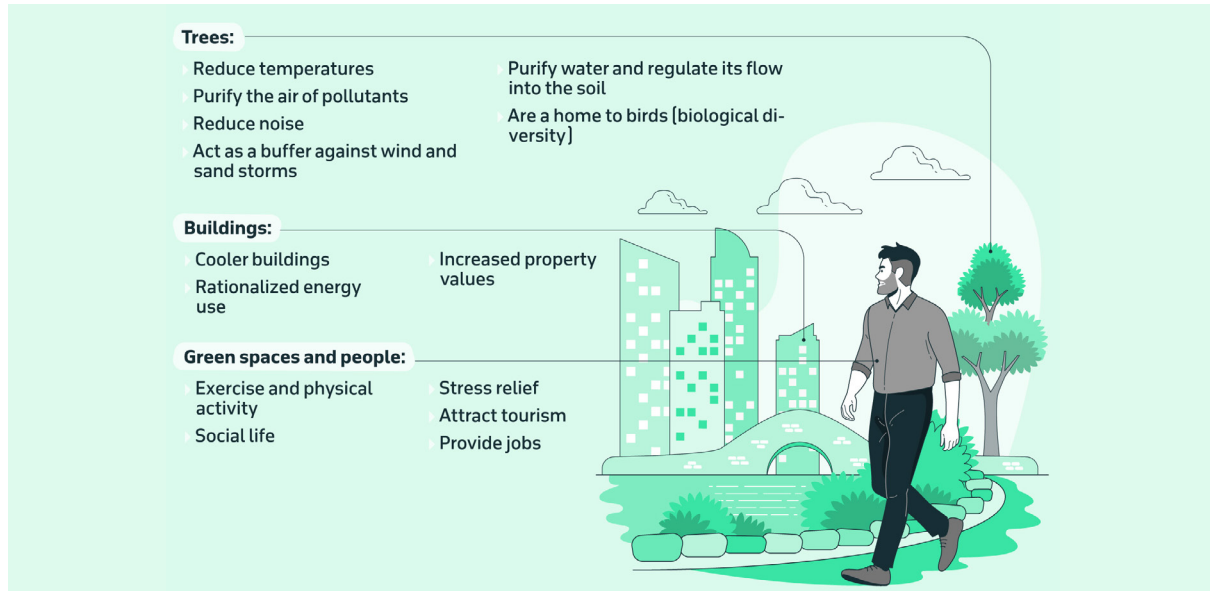 Trees:
Reduce temperatures
Purify the air of pollutants
Reduce noise
Act as a buffer against wind and
sand storms
Purify water and regulate its flow
into the soil
Are a home to birds (biological di-
versity)
Buildings:
Cooler buildings
Rationalized energy
use
Increased property
values
Green spaces and people:
Exercise and physical
activity
Social life
Stress relief
Attract tourism
Provide jobs